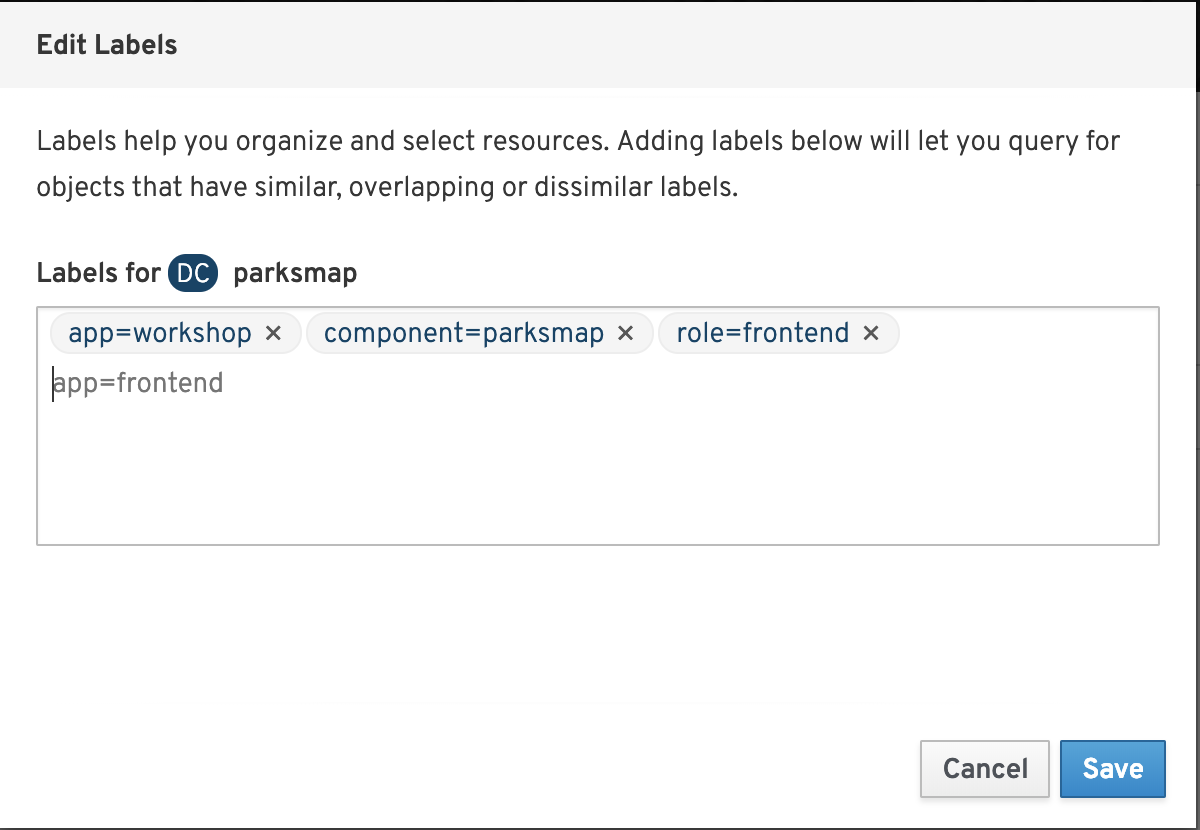 Edit Labels
Labels help you organize and select resources. Adding labels below will let you query for
objects that have similar, overlapping or dissimilar labels.
Labels for DC parksmap
app=workshop × component=parksmap × role=frontend ×
app=frontend
Cancel Save